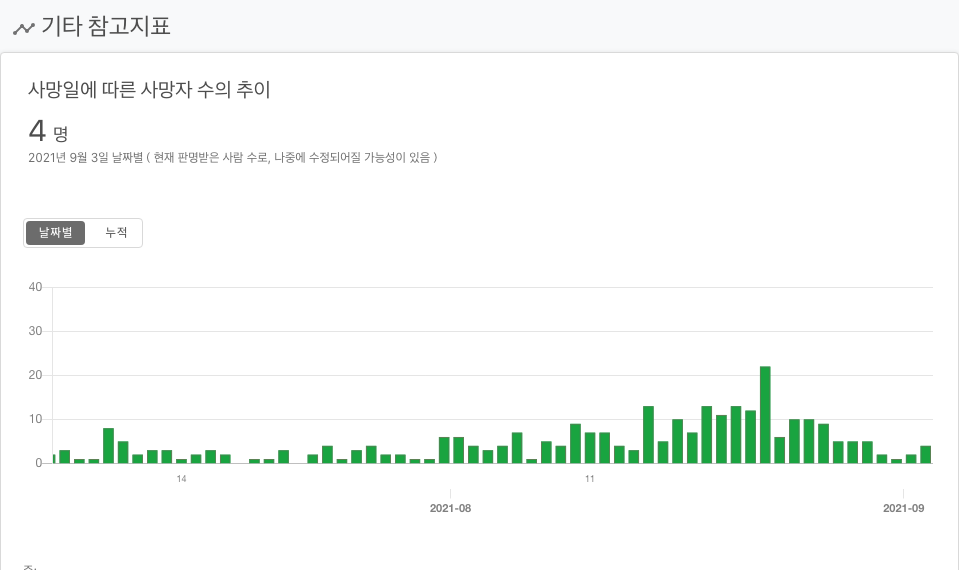 기타 참고지표
사망일에 따른 사망자 수의 추이
4 명
2021년 9월 3일 날짜별 ( 현재 판명받은 사람 수로, 나중에 수정되어질 가능성이 있음 )
날짜별 누적
40
30
20
10
0
14 11
2021-08 2021-09